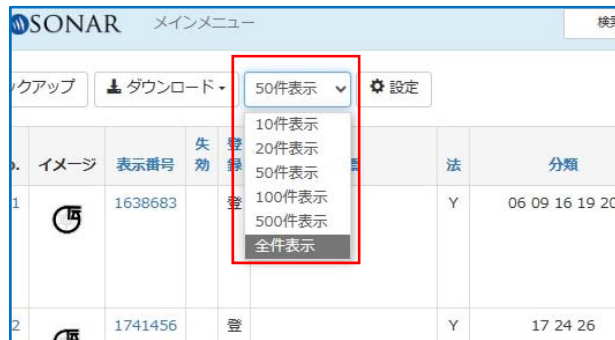 SONAR メインメニュー 検索
クアップ ダウンロード 50件表示 設定
10件表示
20件表示
50件表示
100件表示
500件表示
全件表示
イメージ 表示番号 失効 登録 法 分類
1 1638683 登 Y 06 09 16 19 20
2 1741456 登 Y 17 24 26